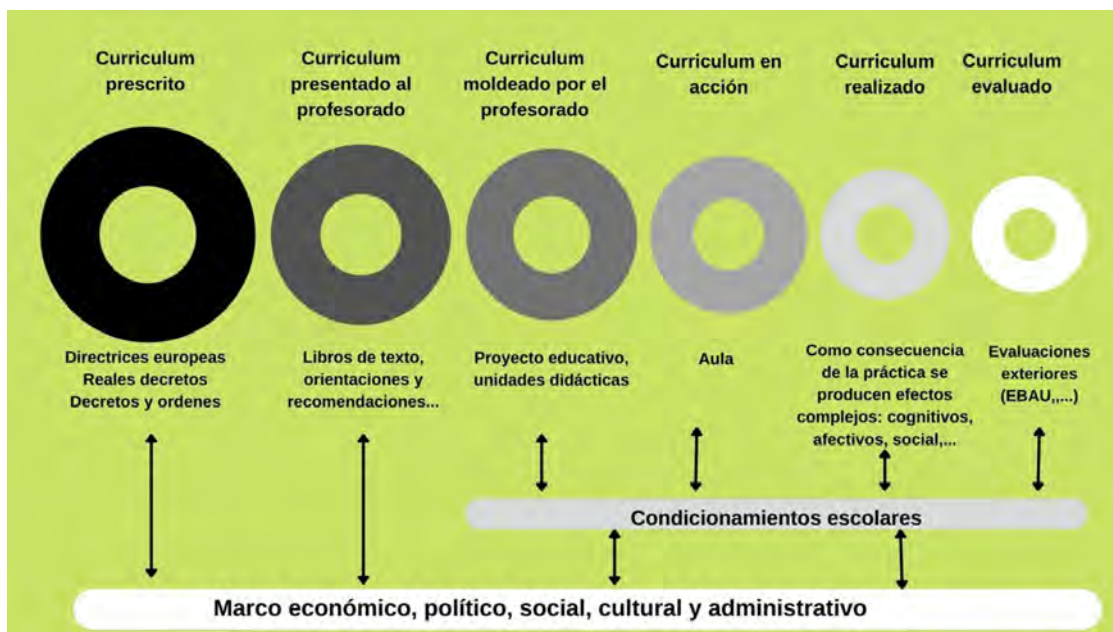 Curriculum
prescrito
Curriculum
presentado al
profesorado
Curriculum
moldeado por el
profesorado
Curriculum en
acción
Curriculum
realizado
Curriculum
evaluado
Directrices europeas
Reales decretos
Decretos y ordenes
Libros de texto,
orientaciones y
recomendaciones...
Proyecto educativo,
unidades didácticas
Aula
Como consecuencia
de la práctica se
producen efectos
complejos: cognitivos,
afectivos, social,...
Evaluaciones
exteriores
(EBAU,,...)
Condicionamientos escolares
Marco económico, político, social, cultural y administrativo